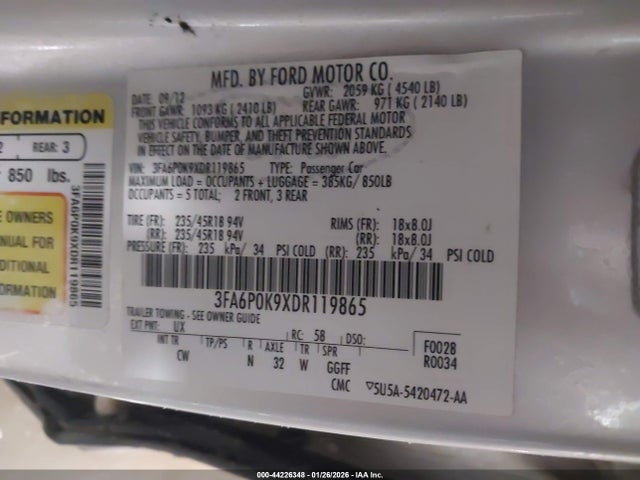 MFD. BY FORD MOTOR CO.
DATE: 09/12 GVWR: 2059 KG ( 4540 LB)
FRONT GAWR: 1093 KG ( 2410 LB) REAR GAWR: 971 KG ( 2140 LB)
THIS VEHICLE CONFORMS TO ALL APPLICABLE FEDERAL MOTOR
VEHICLE SAFETY, BUMPER, AND THEFT PREVENTION STANDARDS
IN EFFECT ON THE DATE OF MANUFACTURE SHOWN ABOVE.
VIN: 3FA6P0K9XDR119865 TYPE: Passenger Car
MAXIMUM LOAD = OCCUPANTS + LUGGAGE = 385KG/850LB
OCCUPANTS = 5 TOTAL; 2 FRONT, 3 REAR
TIRE (FR): 235/45R18 94V RIMS (FR): 18x8.0J
(RR): 235/45R18 94V (RR): 18x8.0J
PRESSURE (FR): 235 kPa/ 34 PSI COLD (RR): 235 kPa/ 34 PSI COLD
3FA6P0K9XDR119865
TRAILER TOWING - SEE OWNER GUIDE
EXT PNT: UX RC: 58 DSO: F0028
INT TR TP/PS R AXLE TR SPR R0034
CW N 32 W GGFF
CMC 5U5A-5420472-AA
FORMATION
2 REAR: 3
850 lbs.
OWNERS
NUAL FOR
DITIONAL
FORMATION
3FA6P0K9XDR119865
000-44226348 - 01/26/2026 - IAA Inc.